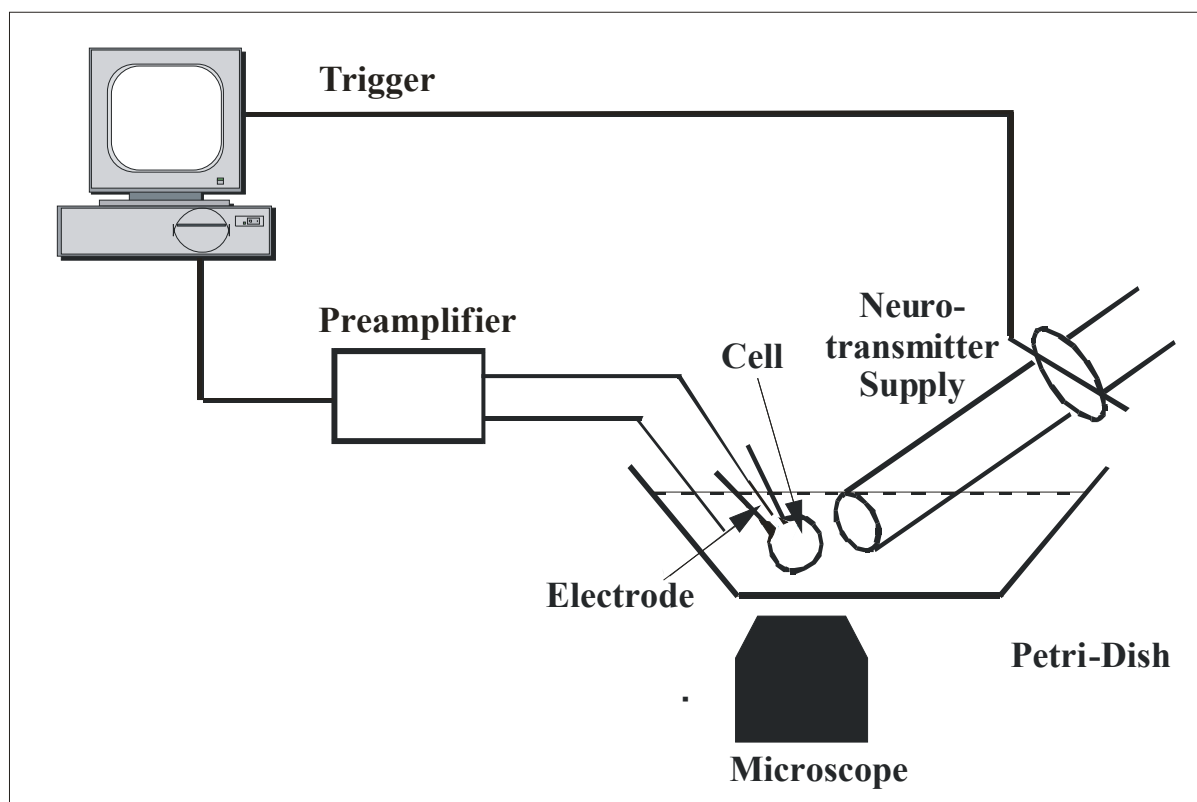 Trigger
Preamplifier
Neuro-
transmitter
Supply
Cell
Electrode
Petri-Dish
Microscope